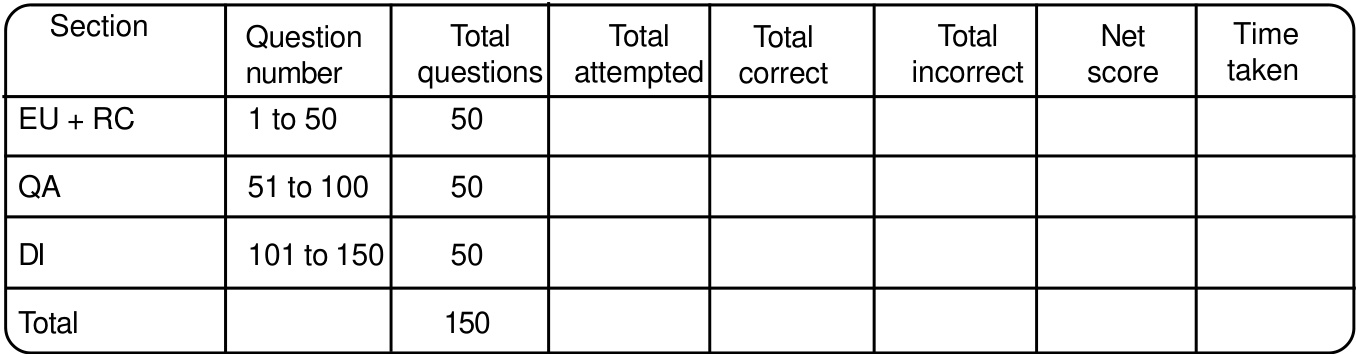 Section Question number Total questions Total attempted Total correct Total incorrect Net score Time taken
EU + RC 1 to 50 50
QA 51 to 100 50
DI 101 to 150 50
Total 150